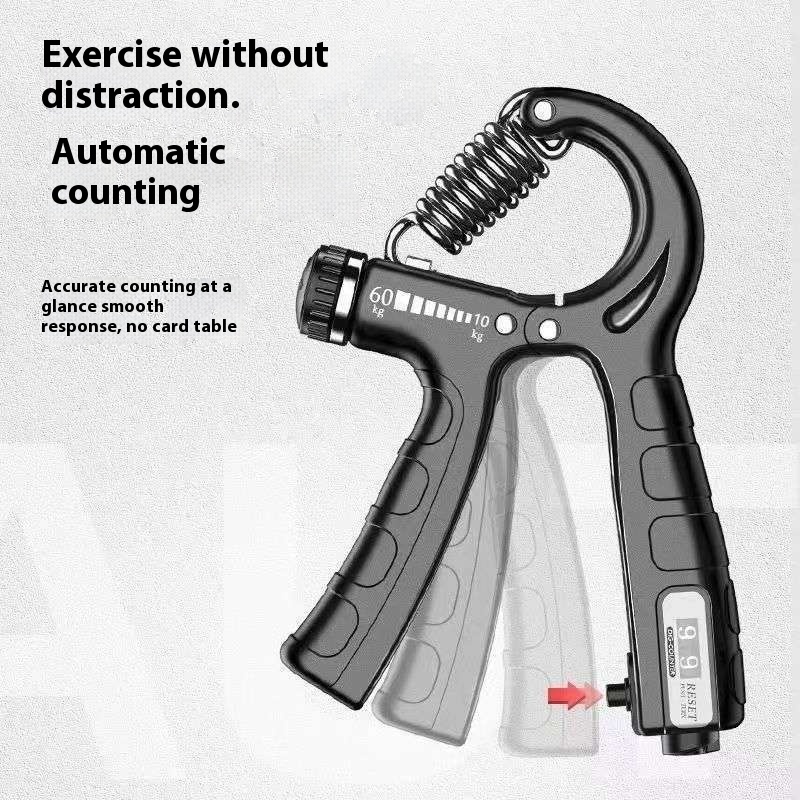 Exercise without
distraction.
Automatic
counting
Accurate counting at a
glance smooth
response, no card table
60
kg
10
kg
99
RESET